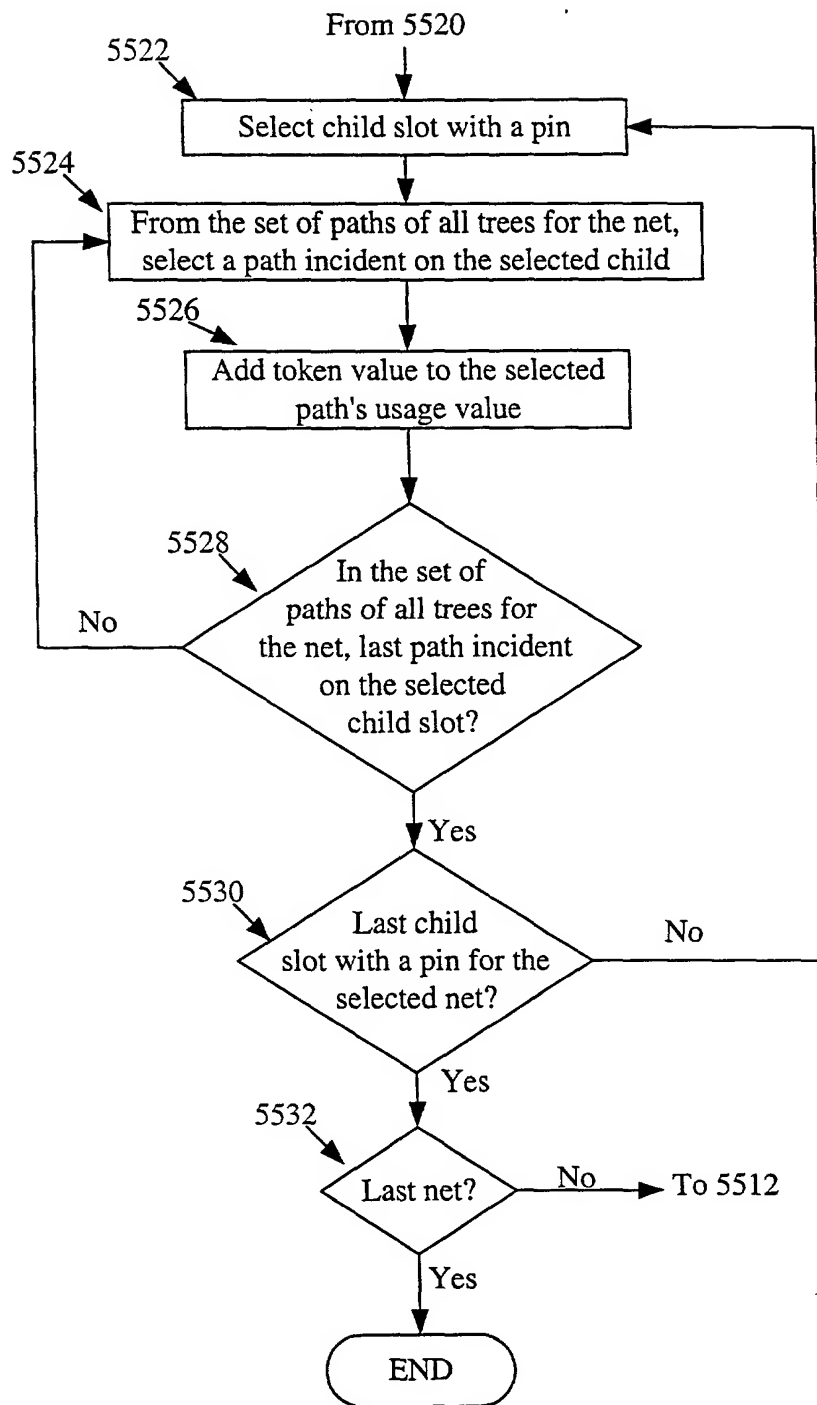 From 5520
5522
Select child slot with a pin
5524
From the set of paths of all trees for the net,
select a path incident on the selected child
5526
Add token value to the selected
path's usage value
5528
In the set of
paths of all trees for
the net, last path incident
on the selected
child slot?
No
Yes
5530
Last child
slot with a pin for the
selected net?
No
Yes
5532
Last net?
No
To 5512
Yes
END